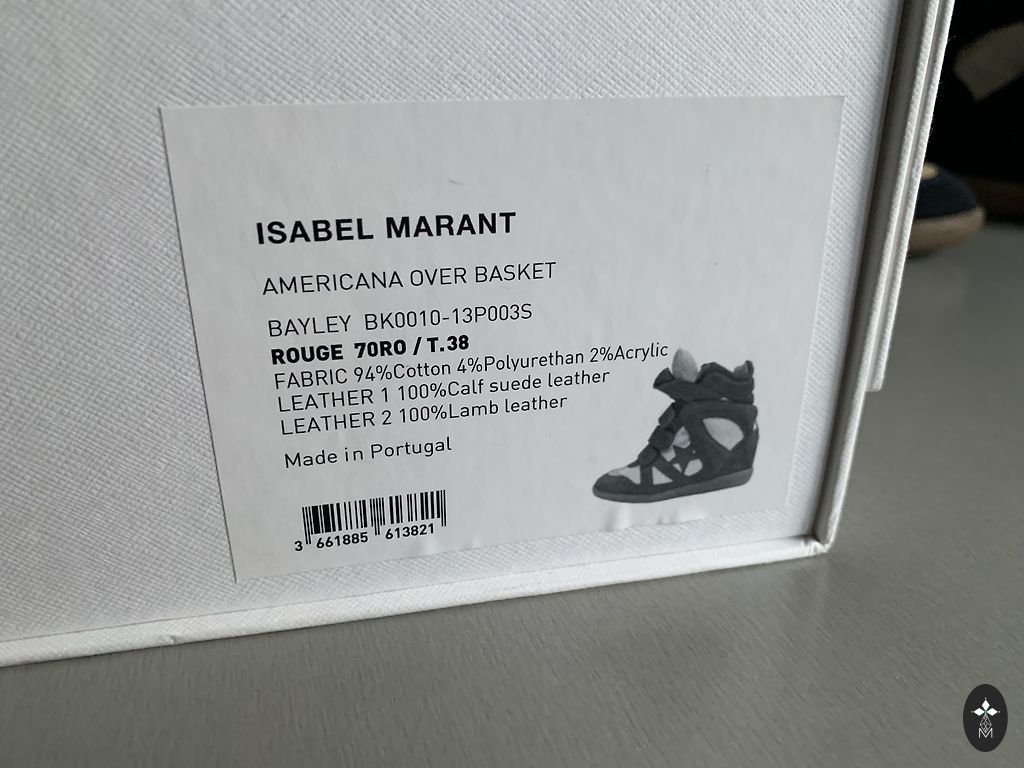 ISABEL MARANT
AMERICANA OVER BASKET
BAYLEY BK0010-13P003S
ROUGE 70RO / T.38
FABRIC 94%Cotton 4%Polyurethan 2%Acrylic
LEATHER 1 100%Calf suede leather
LEATHER 2 100%Lamb leather
Made in Portugal
3 661885 613821
M